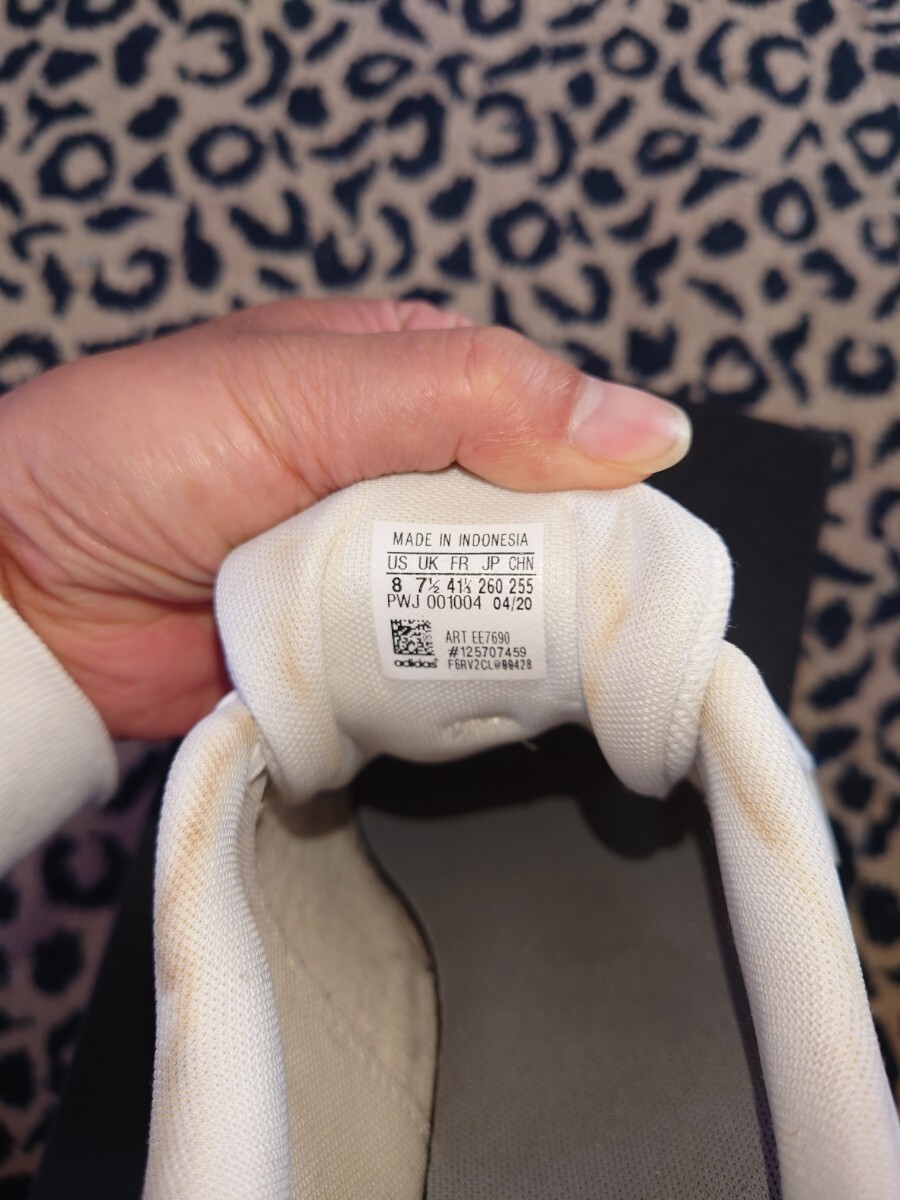 MADE IN INDONESIA
US UK FR JP CHN
8 7½ 41⅓ 260 255
PWJ 001004 04/20
ART EE7690
#125707459
adidas